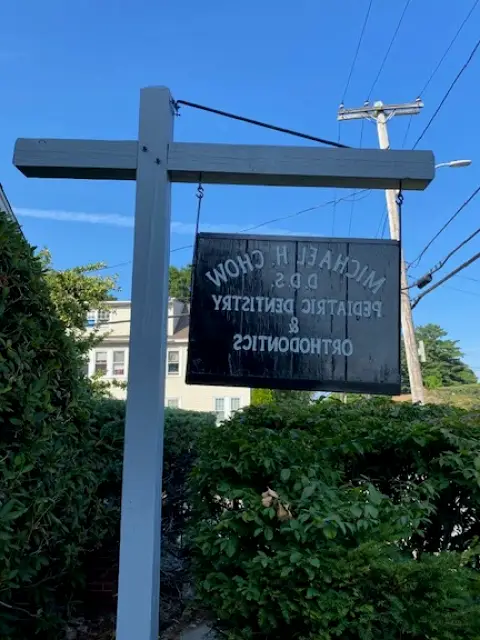 MICHAEL H. CHOW
D.D.S.
PEDIATRIC DENTISTRY
&
ORTHODONTICS